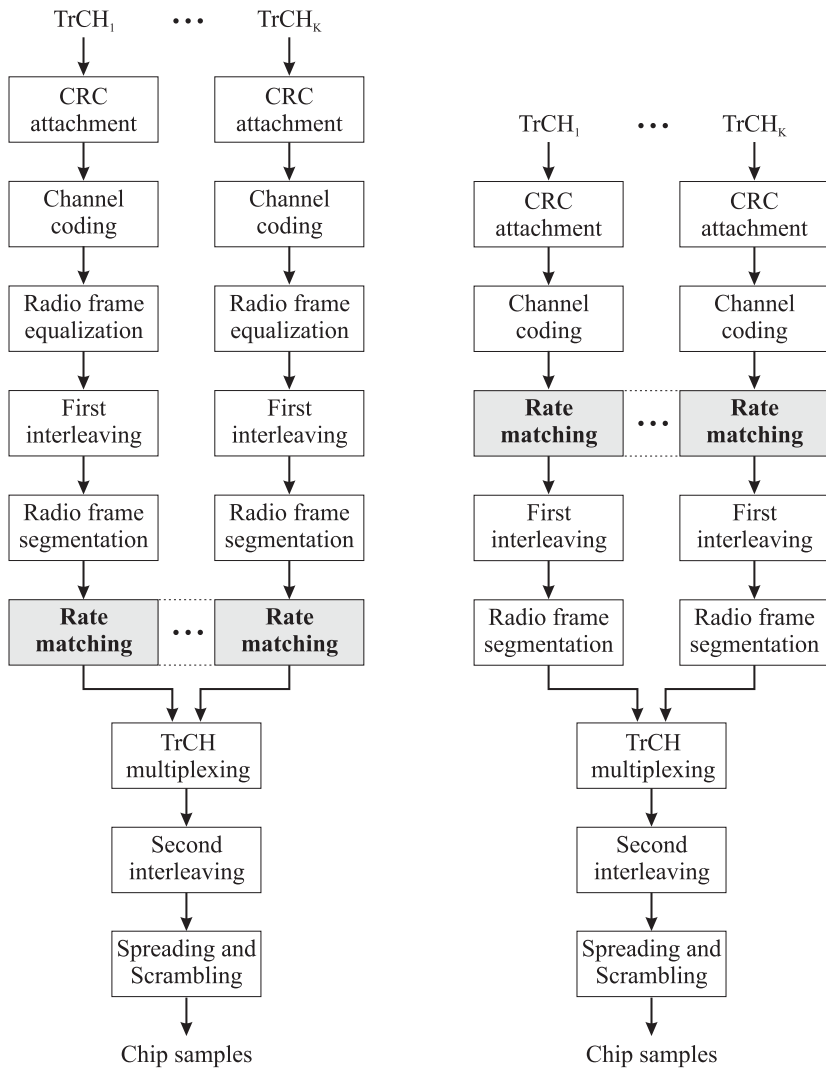 TrCH1 ••• TrCHK
CRC
attachment
CRC
attachment
Channel
coding
Channel
coding
Radio frame
equalization
Radio frame
equalization
First
interleaving
First
interleaving
Radio frame
segmentation
Radio frame
segmentation
Rate
matching
•••
Rate
matching
TrCH
multiplexing
Second
interleaving
Spreading and
Scrambling
Chip samples
TrCH1 ••• TrCHK
CRC
attachment
CRC
attachment
Channel
coding
Channel
coding
Rate
matching
•••
Rate
matching
First
interleaving
First
interleaving
Radio frame
segmentation
Radio frame
segmentation
TrCH
multiplexing
Second
interleaving
Spreading and
Scrambling
Chip samples